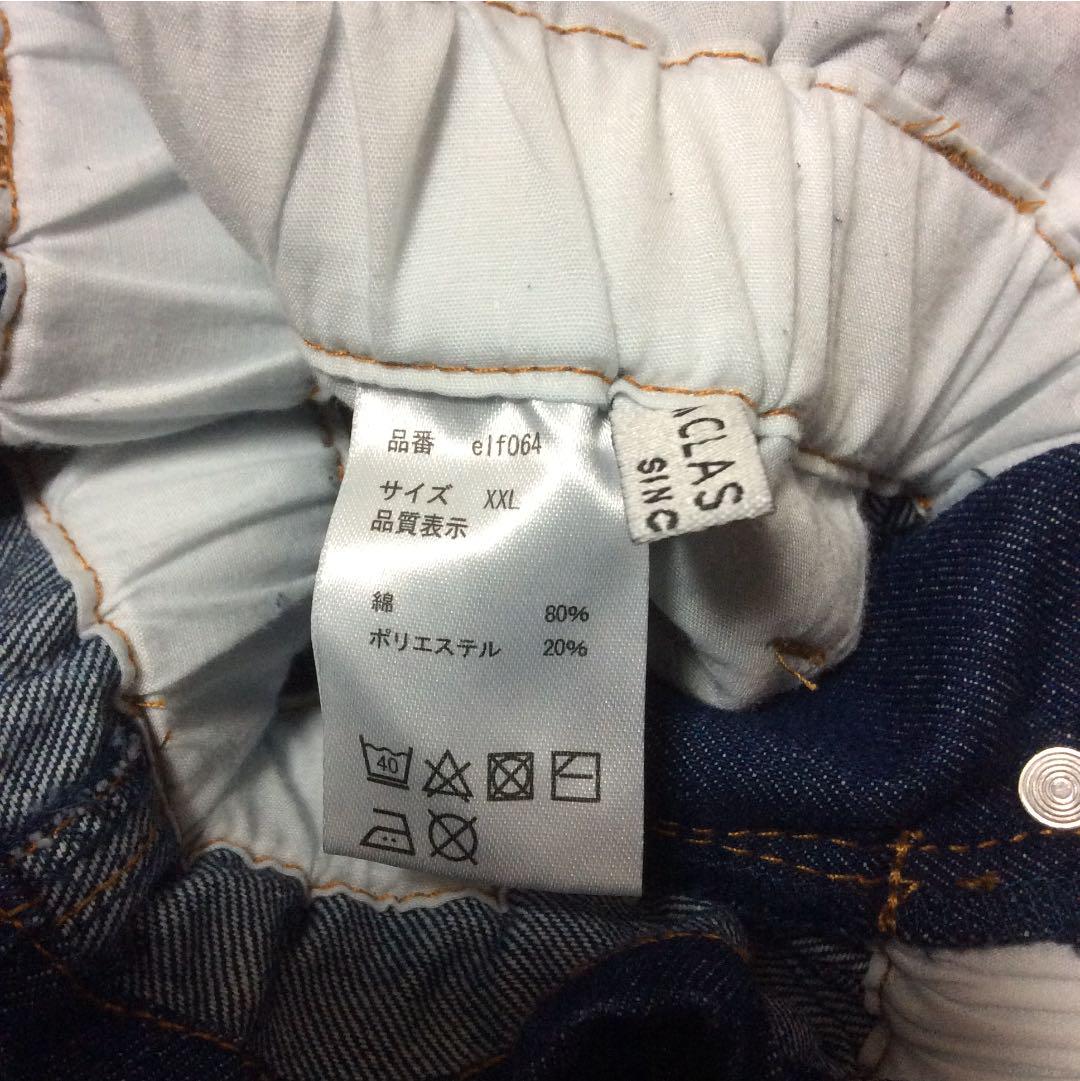 品番 elf064
サイズ XXL
品質表示
綿 80%
ポリエステル 20%
40
CLAS
SINC